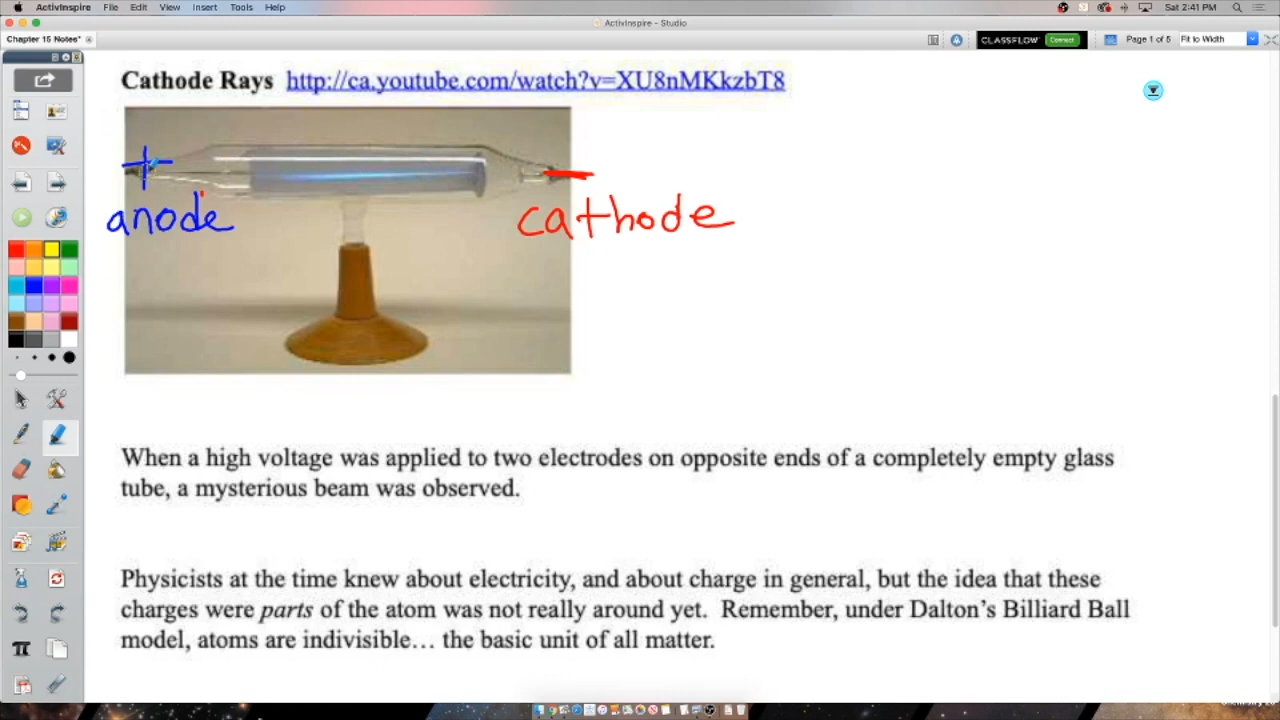 ActivInspire File Edit View Insert Tools Help Sat 2:41 PM
ActivInspire - Studio
Chapter 15 Notes* CLASSFLOW Connect Page 1 of 5 Fit to Width
Cathode Rays http://ca.youtube.com/watch?v=XU8nMKkzbT8
+ −
anode cathode
When a high voltage was applied to two electrodes on opposite ends of a completely empty glass
tube, a mysterious beam was observed.
Physicists at the time knew about electricity, and about charge in general, but the idea that these
charges were parts of the atom was not really around yet. Remember, under Dalton's Billiard Ball
model, atoms are indivisible… the basic unit of all matter.